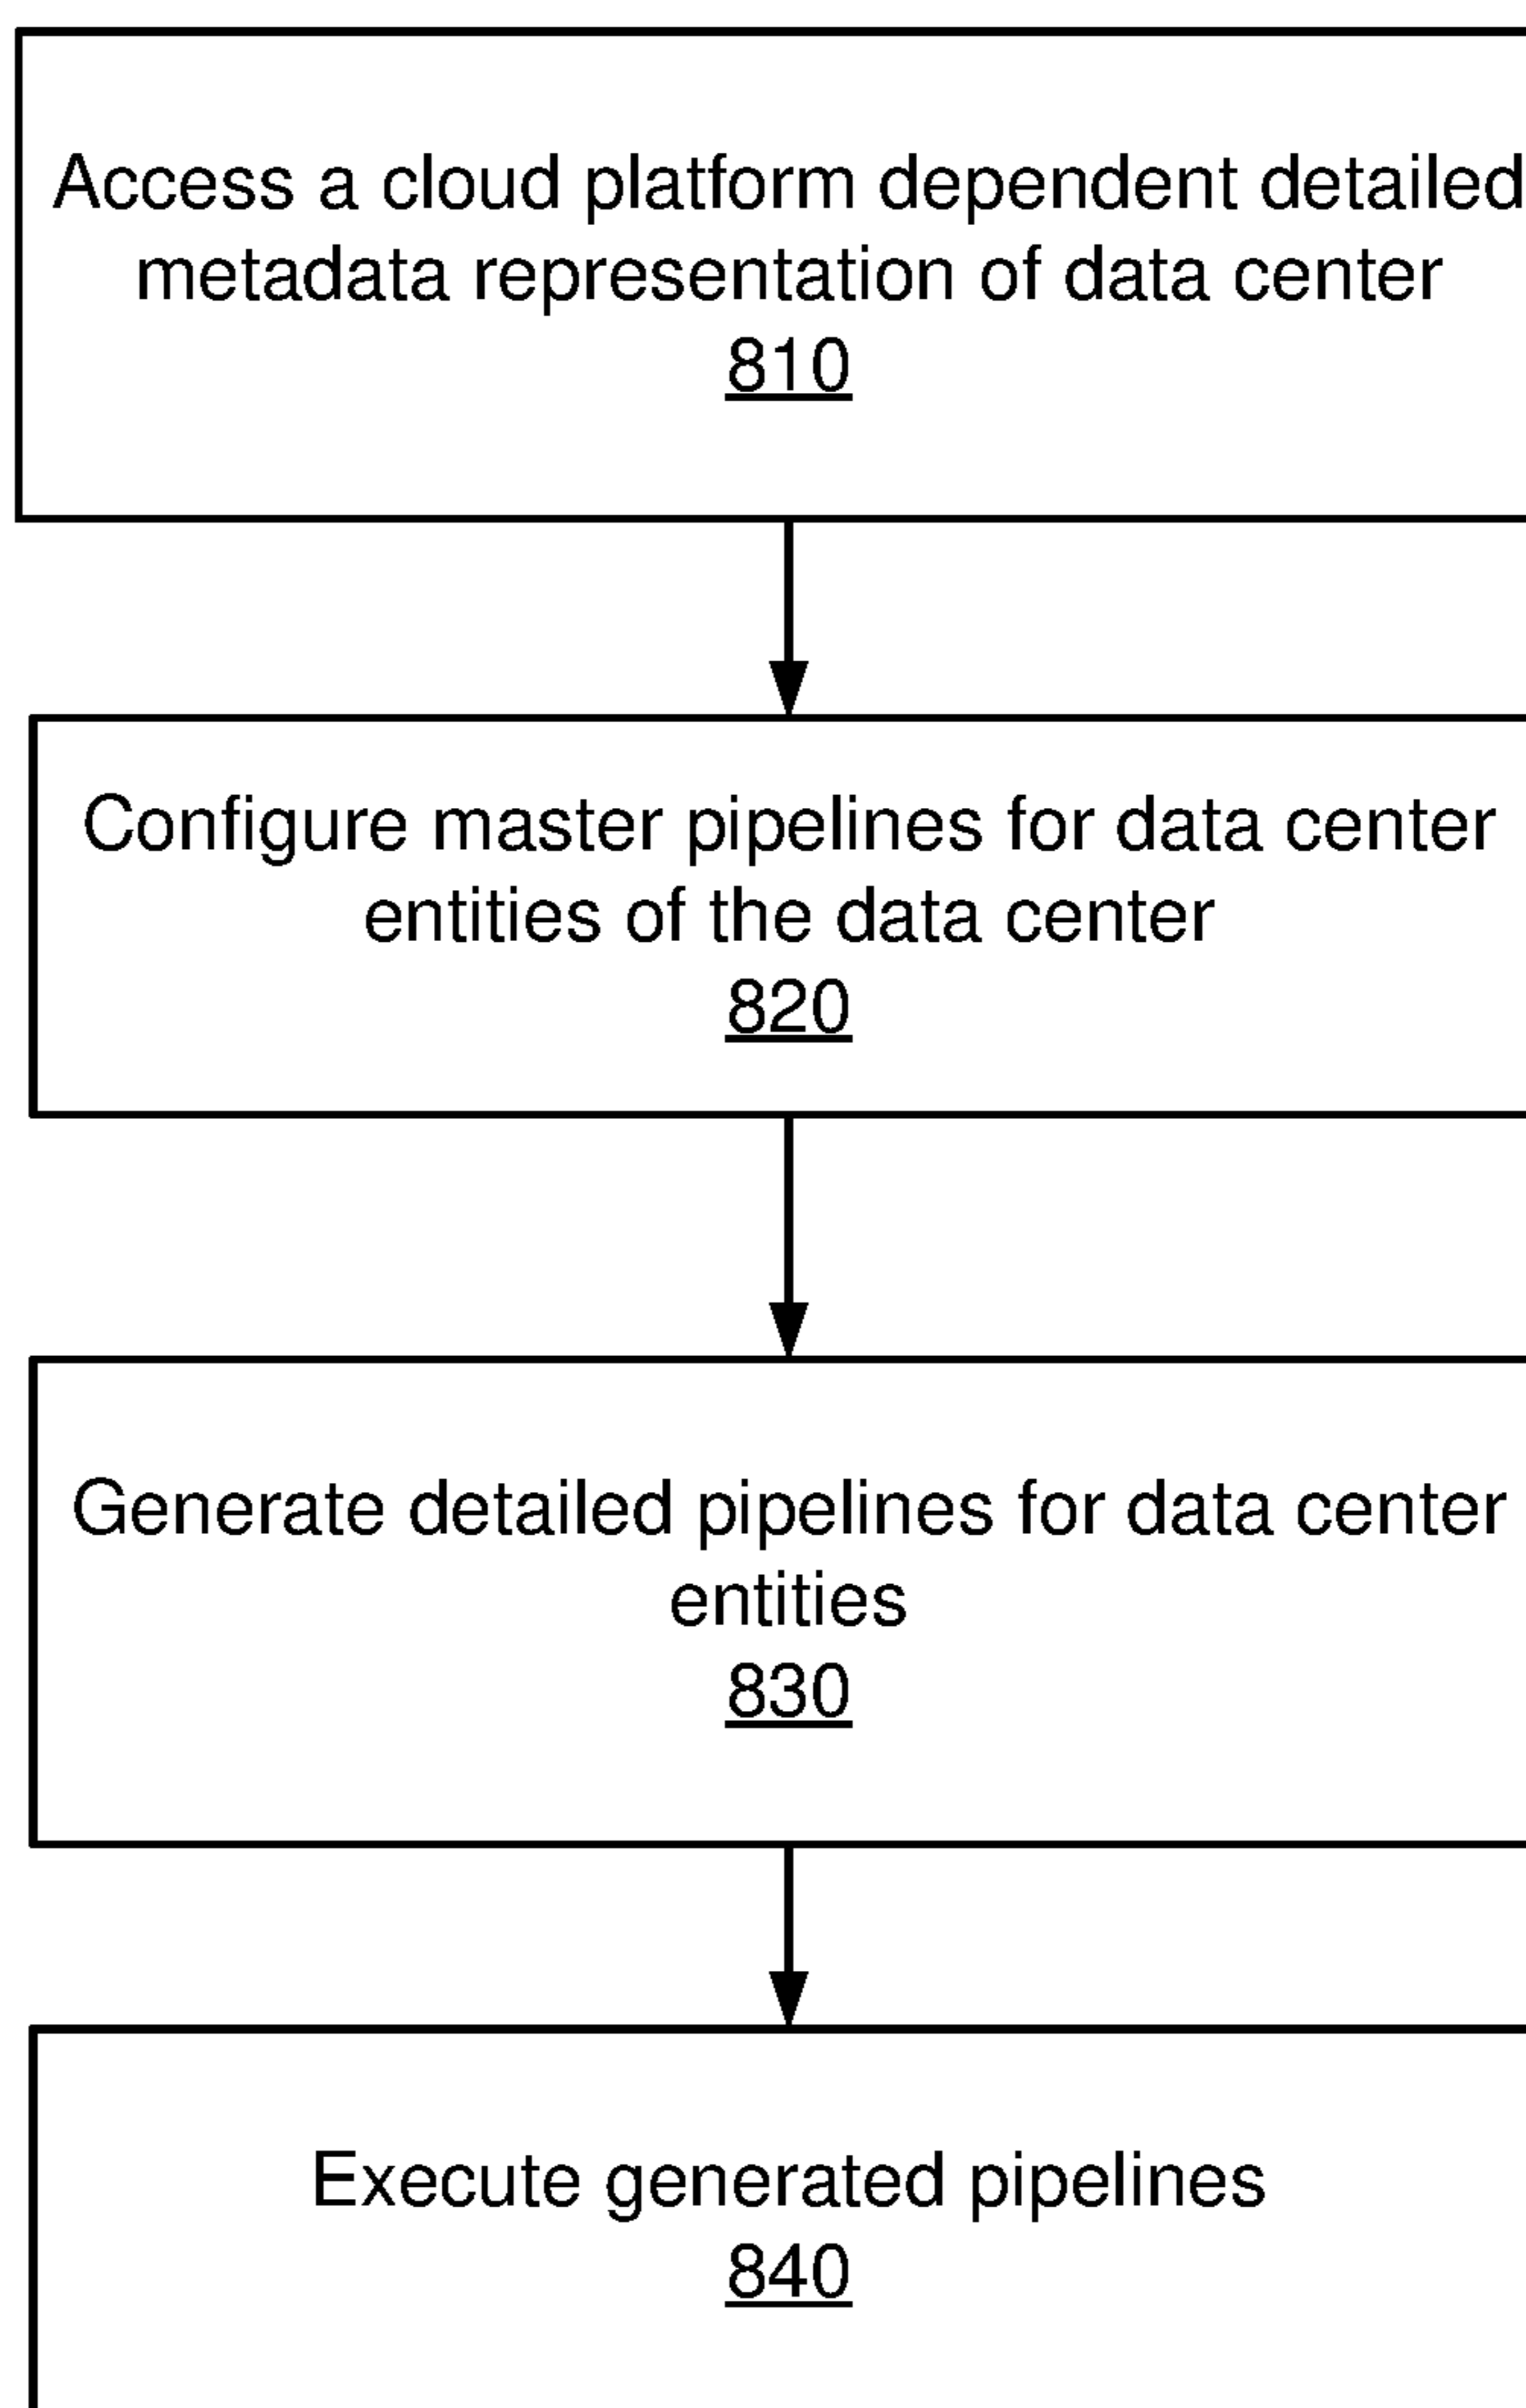 Access a cloud platform dependent detailed
metadata representation of data center
810
Configure master pipelines for data center
entities of the data center
820
Generate detailed pipelines for data center
entities
830
Execute generated pipelines
840